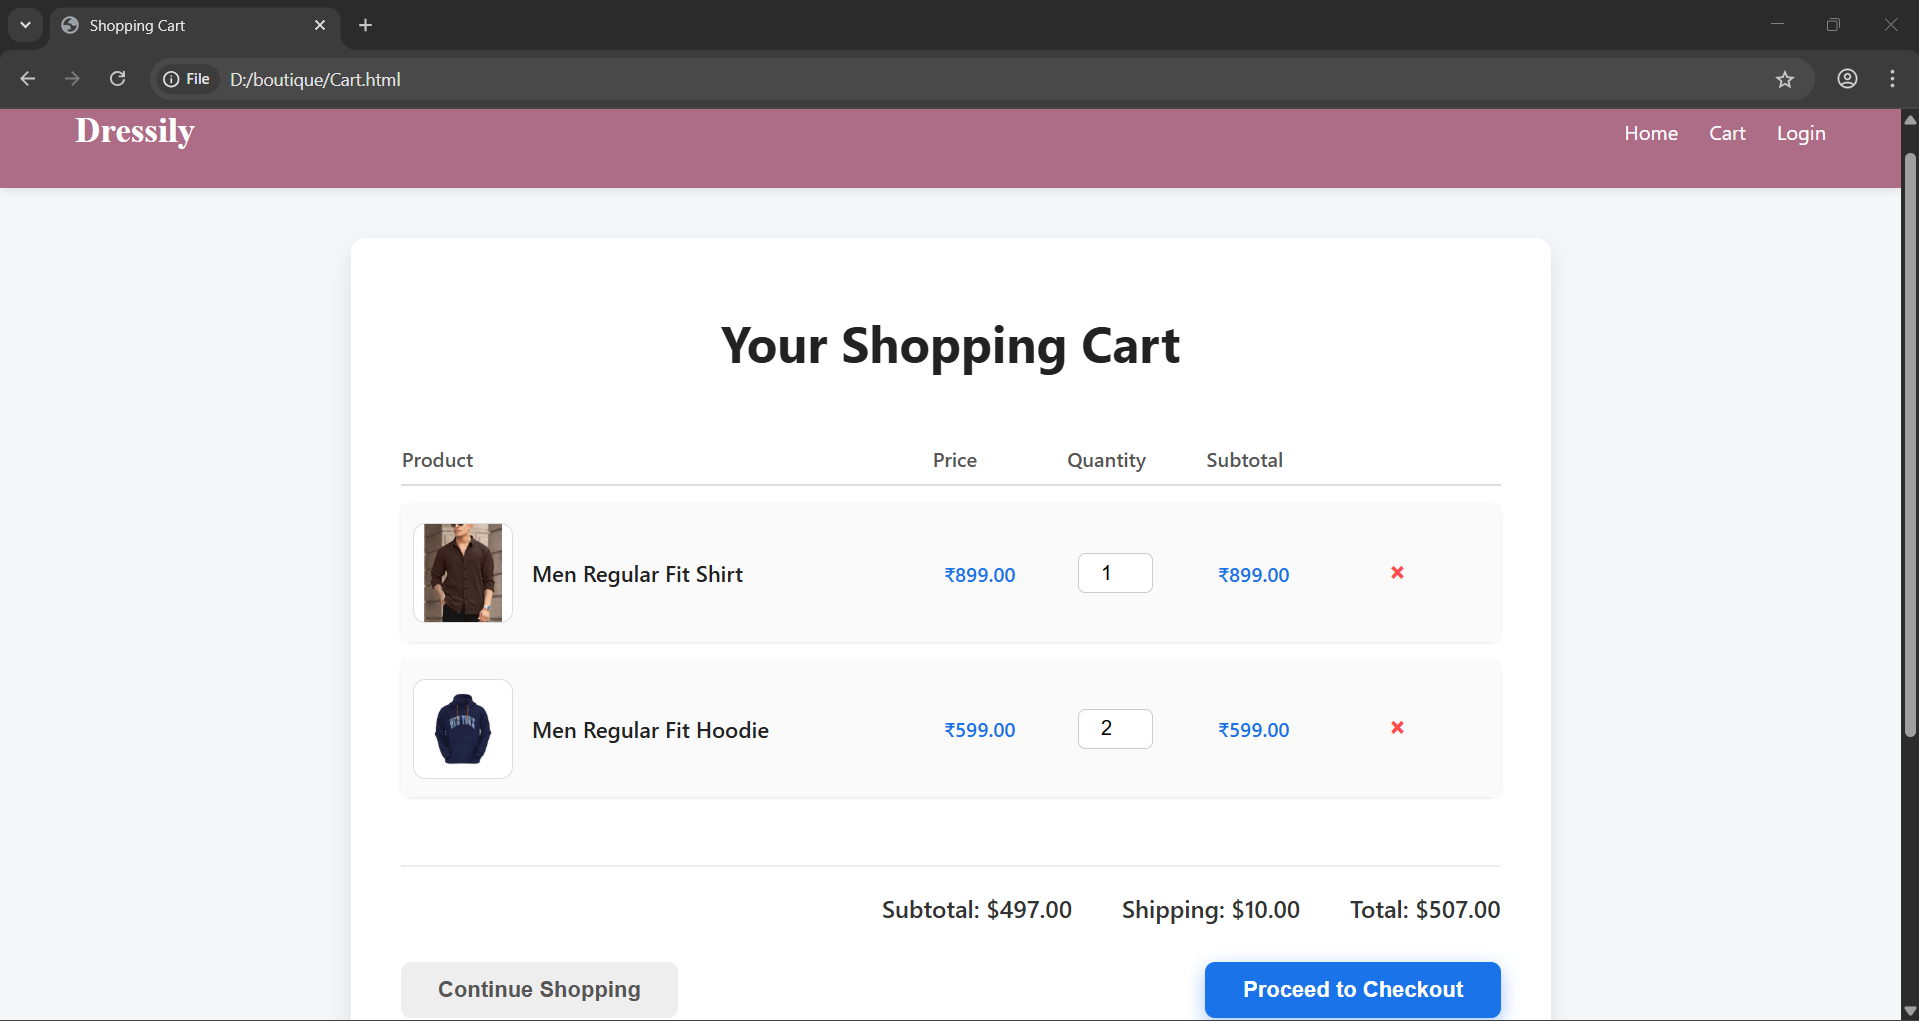 Shopping Cart
File D:/boutique/Cart.html
Dressily Home Cart Login
Your Shopping Cart
Product Price Quantity Subtotal
Men Regular Fit Shirt ₹899.00 1 ₹899.00
NEW YORK
Men Regular Fit Hoodie ₹599.00 2 ₹599.00
Subtotal: $497.00 Shipping: $10.00 Total: $507.00
Continue Shopping Proceed to Checkout